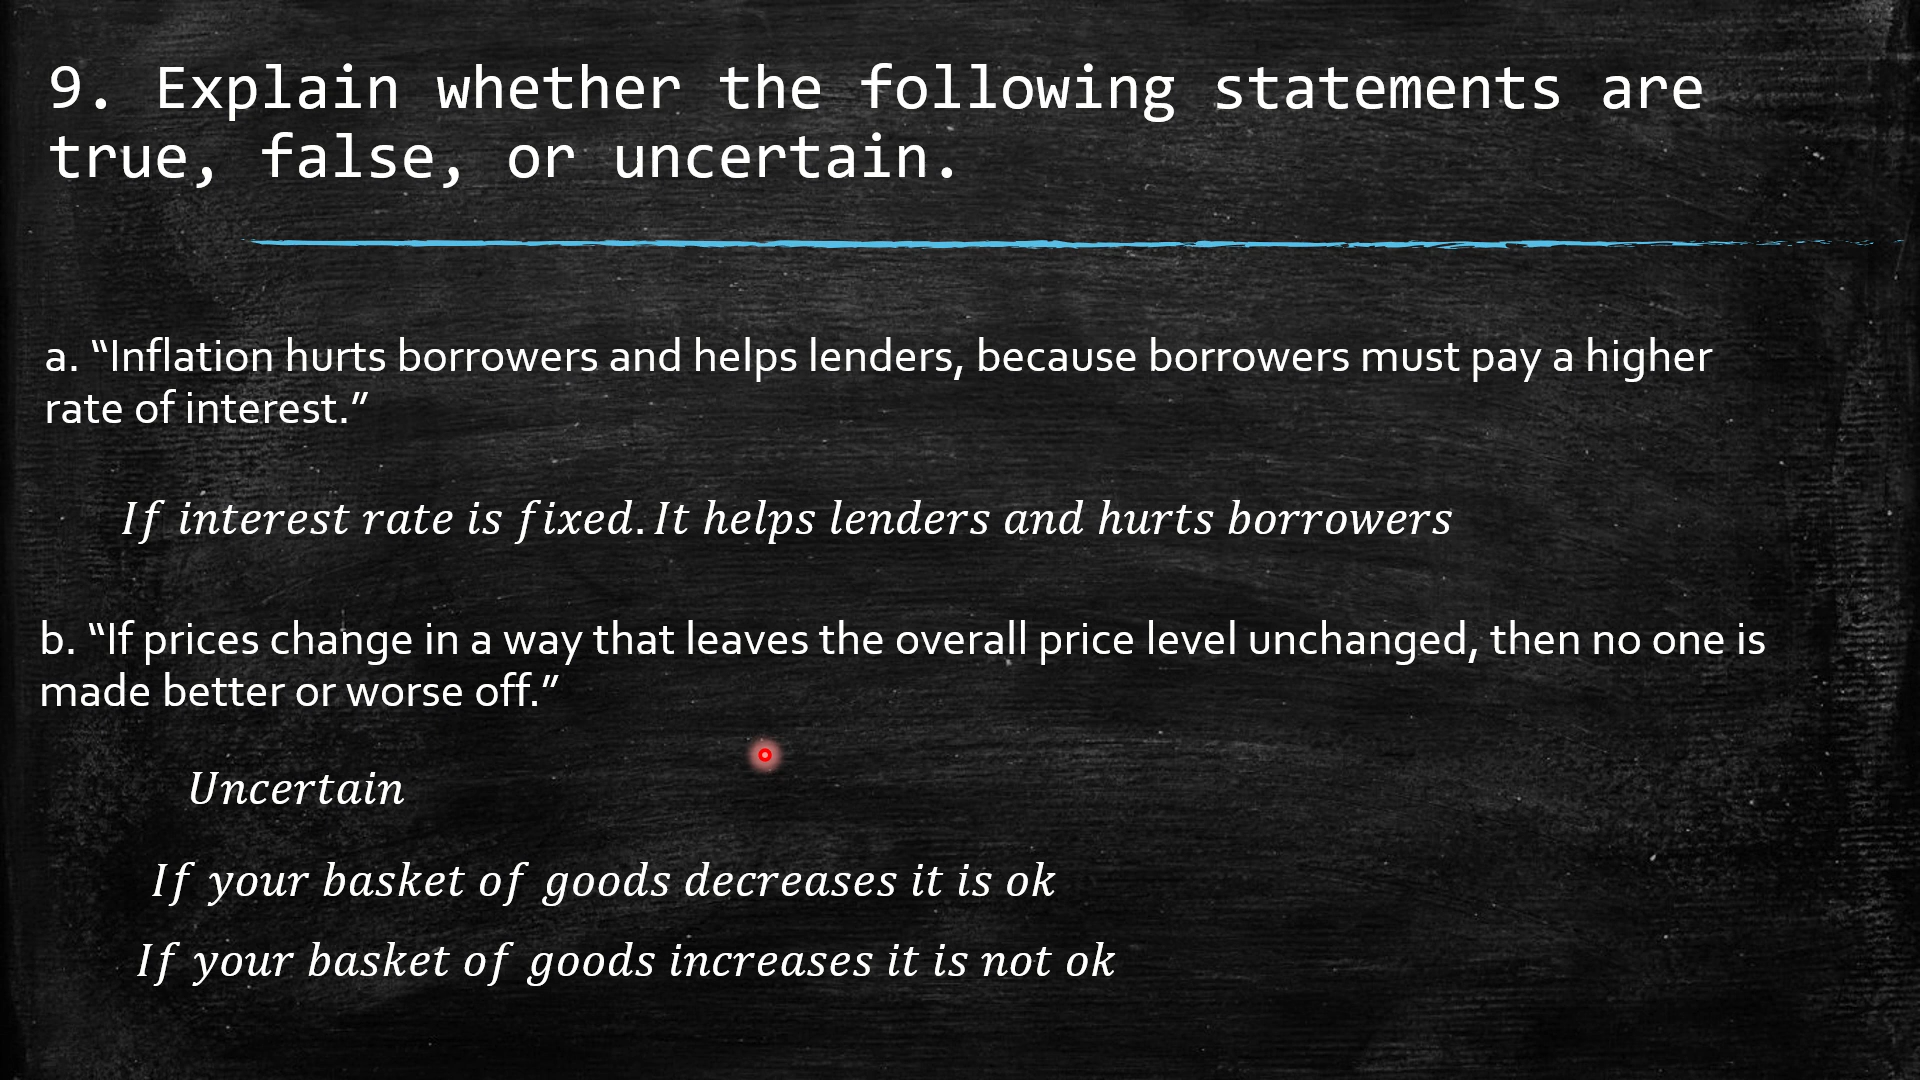 9. Explain whether the following statements are
true, false, or uncertain.
a. “Inflation hurts borrowers and helps lenders, because borrowers must pay a higher
rate of interest.”
If interest rate is fixed. It helps lenders and hurts borrowers
b. “If prices change in a way that leaves the overall price level unchanged, then no one is
made better or worse off.”
Uncertain
If your basket of goods decreases it is ok
If your basket of goods increases it is not ok